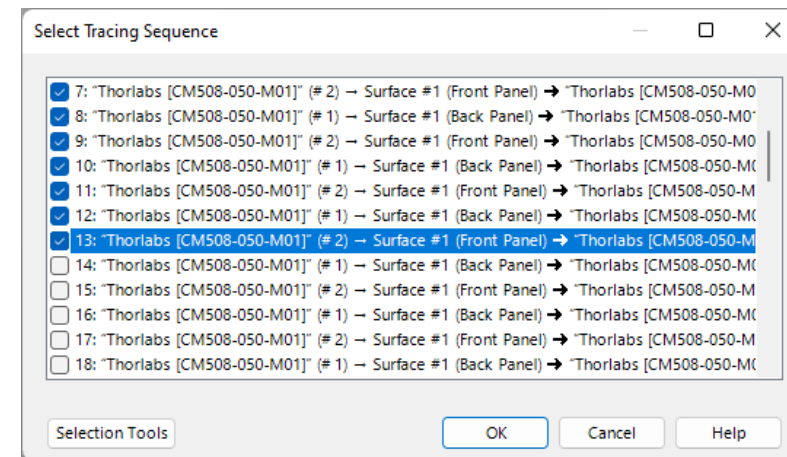 Select Tracing Sequence
7: "Thorlabs [CM508-050-M01]" (# 2) → Surface #1 (Front Panel) ➔ "Thorlabs [CM508-050-M0
8: "Thorlabs [CM508-050-M01]" (# 1) → Surface #1 (Back Panel) ➔ "Thorlabs [CM508-050-M0
9: "Thorlabs [CM508-050-M01]" (# 2) → Surface #1 (Front Panel) ➔ "Thorlabs [CM508-050-M0
10: "Thorlabs [CM508-050-M01]" (# 1) → Surface #1 (Back Panel) ➔ "Thorlabs [CM508-050-M
11: "Thorlabs [CM508-050-M01]" (# 2) → Surface #1 (Front Panel) ➔ "Thorlabs [CM508-050-M
12: "Thorlabs [CM508-050-M01]" (# 1) → Surface #1 (Back Panel) ➔ "Thorlabs [CM508-050-M
13: "Thorlabs [CM508-050-M01]" (# 2) → Surface #1 (Front Panel) ➔ "Thorlabs [CM508-050-M
14: "Thorlabs [CM508-050-M01]" (# 1) → Surface #1 (Back Panel) ➔ "Thorlabs [CM508-050-M
15: "Thorlabs [CM508-050-M01]" (# 2) → Surface #1 (Front Panel) ➔ "Thorlabs [CM508-050-M
16: "Thorlabs [CM508-050-M01]" (# 1) → Surface #1 (Back Panel) ➔ "Thorlabs [CM508-050-M
17: "Thorlabs [CM508-050-M01]" (# 2) → Surface #1 (Front Panel) ➔ "Thorlabs [CM508-050-M
18: "Thorlabs [CM508-050-M01]" (# 1) → Surface #1 (Back Panel) ➔ "Thorlabs [CM508-050-M
Selection Tools OK Cancel Help